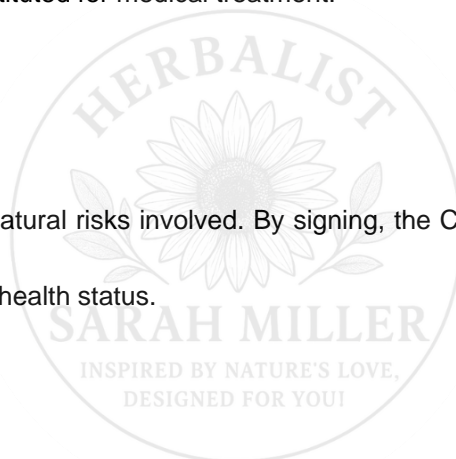 stituted for medical treatment.
HERBALIST
atural risks involved. By signing, the C
health status.
SARAH MILLER
INSPIRED BY NATURE'S LOVE,
DESIGNED FOR YOU!